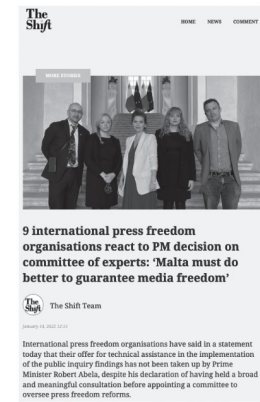 The
Shift
HOME NEWS COMMENT
MORE STORIES
9 international press freedom
organisations react to PM decision on
committee of experts: ‘Malta must do
better to guarantee media freedom’
The
Shift
The Shift Team
International press freedom organisations have said in a statement
today that their offer for technical assistance in the implementation
of the public inquiry findings has not been taken up by Prime
Minister Robert Abela, despite his declaration of having held a broad
and meaningful consultation before appointing a committee to
oversee press freedom reforms.